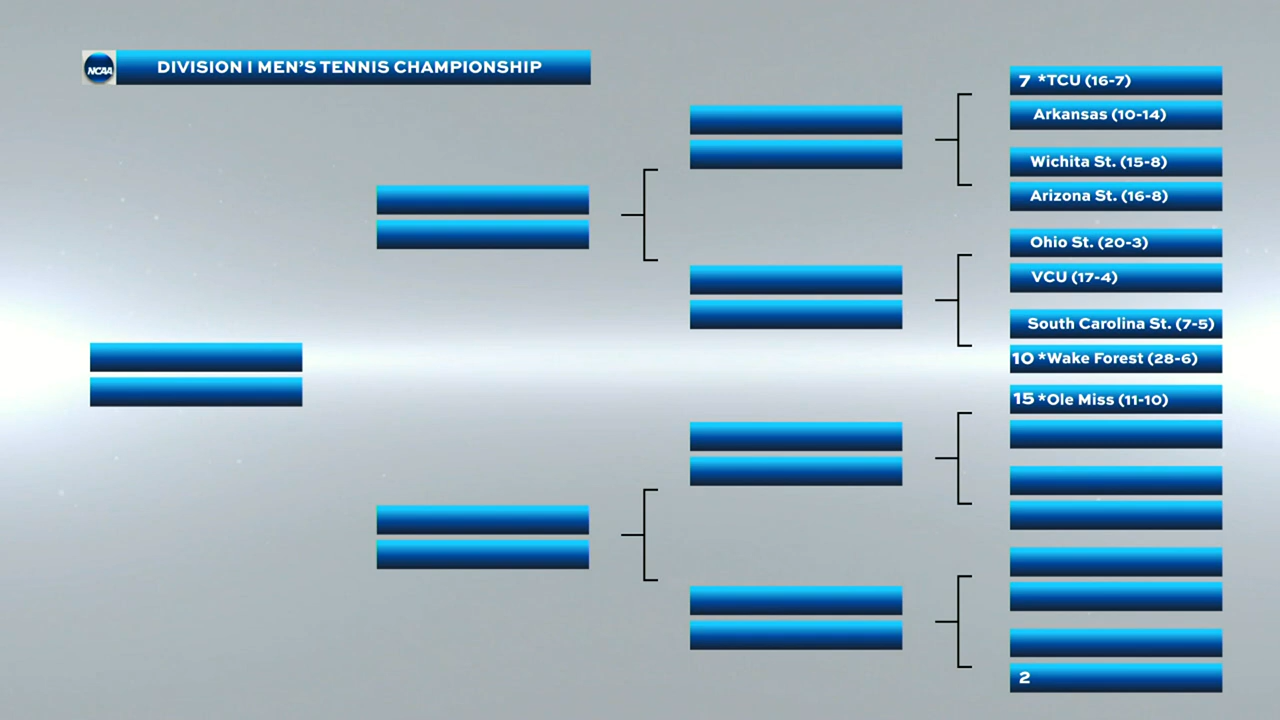 NCAA
DIVISION I MEN'S TENNIS CHAMPIONSHIP
7 *TCU (16-7)
Arkansas (10-14)
Wichita St. (15-8)
Arizona St. (16-8)
Ohio St. (20-3)
VCU (17-4)
South Carolina St. (7-5)
10 *Wake Forest (28-6)
15 *Ole Miss (11-10)
2